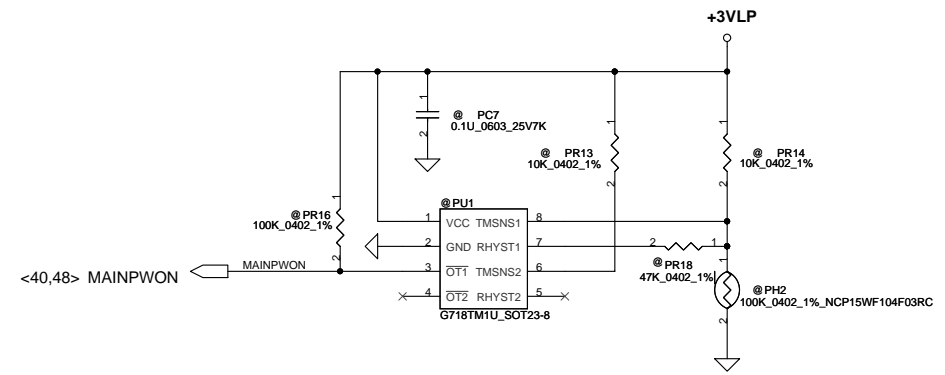 +3VLP
1
2
@ PC7
0.1U_0603_25V7K
1
2
@ PR13
10K_0402_1%
1
2
@ PR14
10K_0402_1%
1
2
@PR16
100K_0402_1%
@PU1
1 VCC TMSNS1 8
2 GND RHYST1 7
3 OT1 TMSNS2 6
4 OT2 RHYST2 5
G718TM1U_SOT23-8
<40,48> MAINPWON
MAINPWON
2 1
@PR18
47K_0402_1%
1
2
@PH2
100K_0402_1%_NCP15WF104F03RC